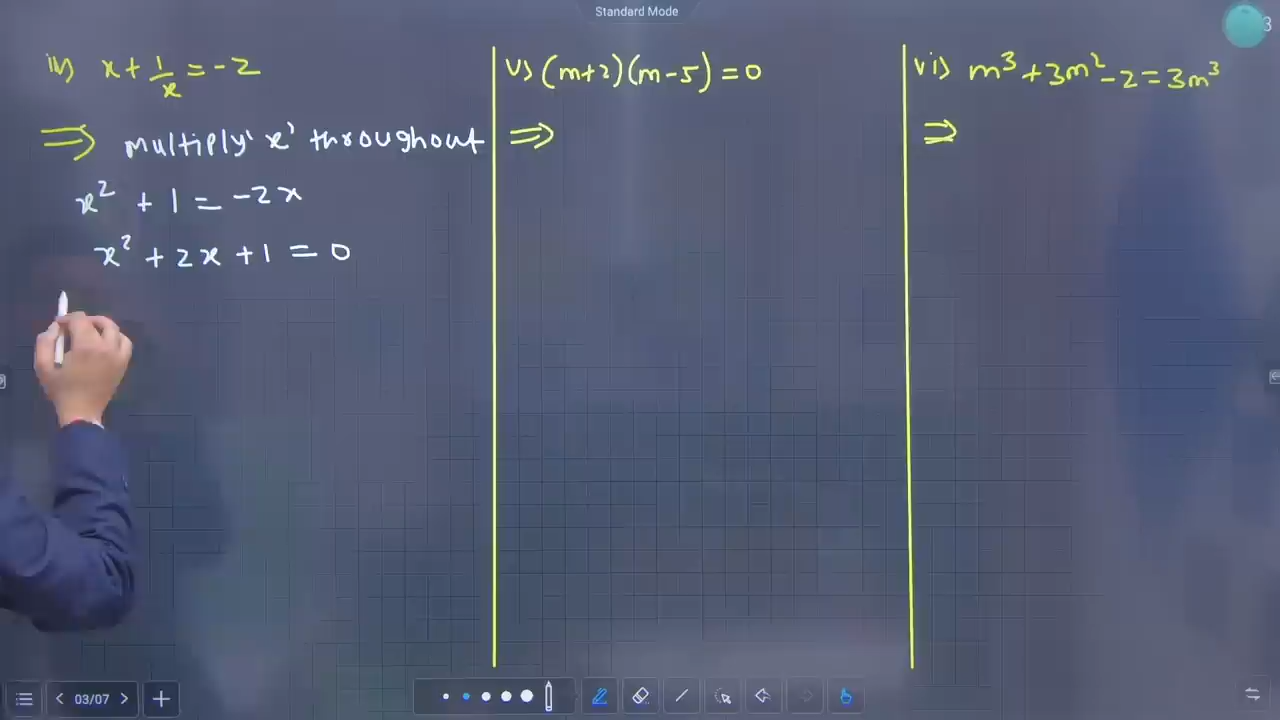 Standard Mode
3
iv) x + 1/x = -2
⇒ multiply 'x' throughout
x² + 1 = -2x
x² + 2x + 1 = 0
v) (m+2)(m-5) = 0
⇒
vi) m³ + 3m² - 2 = 3m³
⇒
03/07